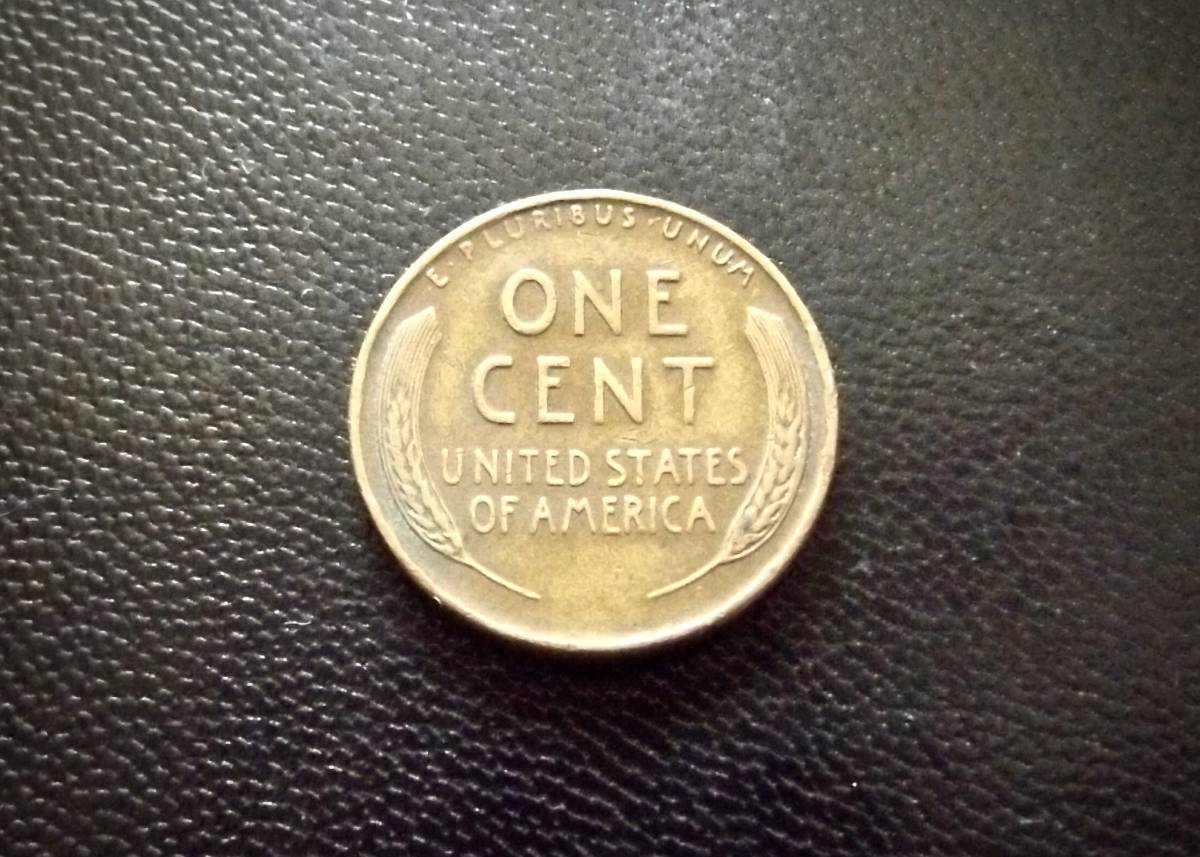 E·PLURIBUS·UNUM
ONE
CENT
UNITED STATES
OF AMERICA